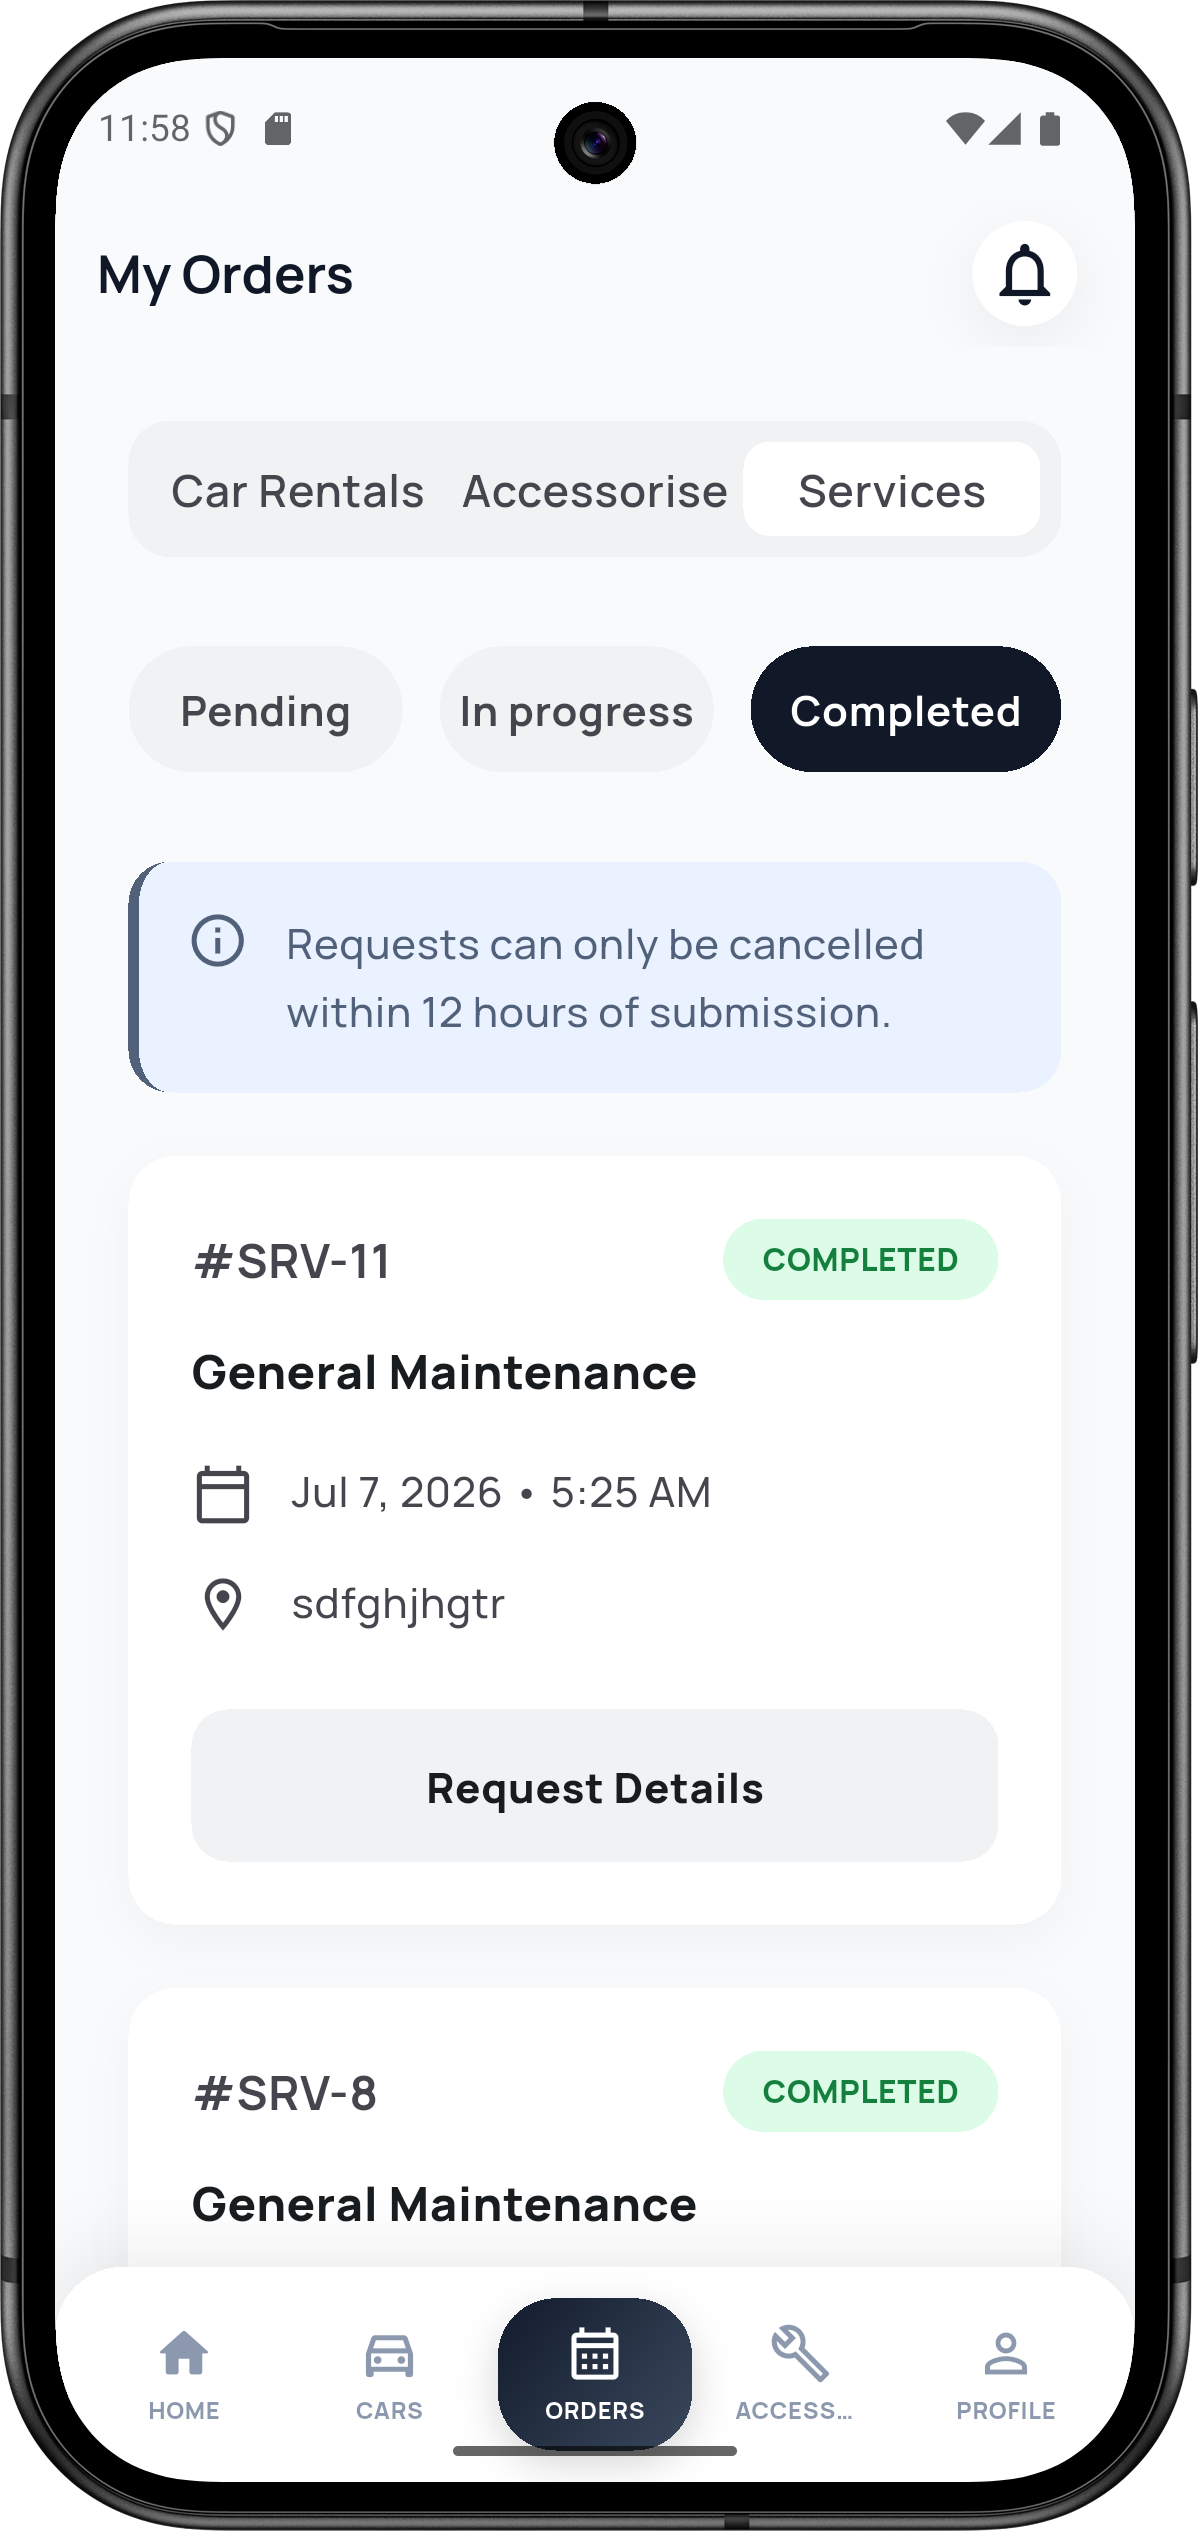 11:58
My Orders
Car Rentals Accessorise Services
Pending In progress Completed
Requests can only be cancelled
within 12 hours of submission.
#SRV-11 COMPLETED
General Maintenance
Jul 7, 2026 • 5:25 AM
sdfghjhgtr
Request Details
#SRV-8 COMPLETED
General Maintenance
HOME CARS ORDERS ACCESS... PROFILE